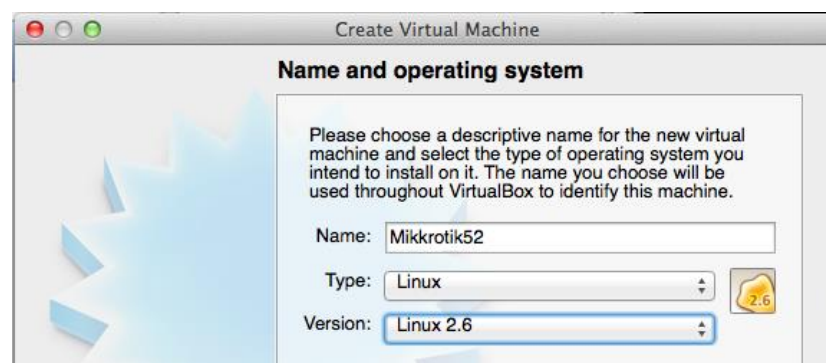 Create Virtual Machine
Name and operating system
Please choose a descriptive name for the new virtual
machine and select the type of operating system you
intend to install on it. The name you choose will be
used throughout VirtualBox to identify this machine.
Name: Mikkrotik52
Type: Linux
2.6
Version: Linux 2.6